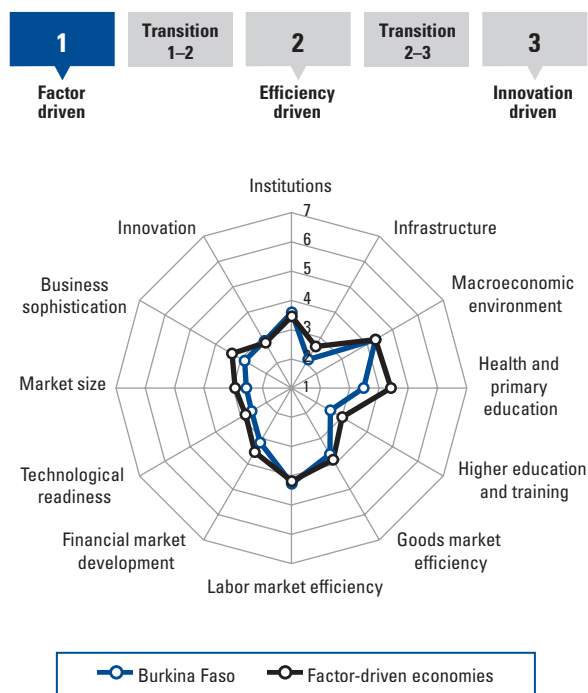 1
Transition
1–2
2
Transition
2–3
3
Factor
driven
Efficiency
driven
Innovation
driven
Institutions
7
6
5
4
3
2
1
Infrastructure
Macroeconomic
environment
Health and
primary
education
Higher education
and training
Goods market
efficiency
Labor market efficiency
Financial market
development
Technological
readiness
Market size
Business
sophistication
Innovation
Burkina Faso
Factor-driven economies